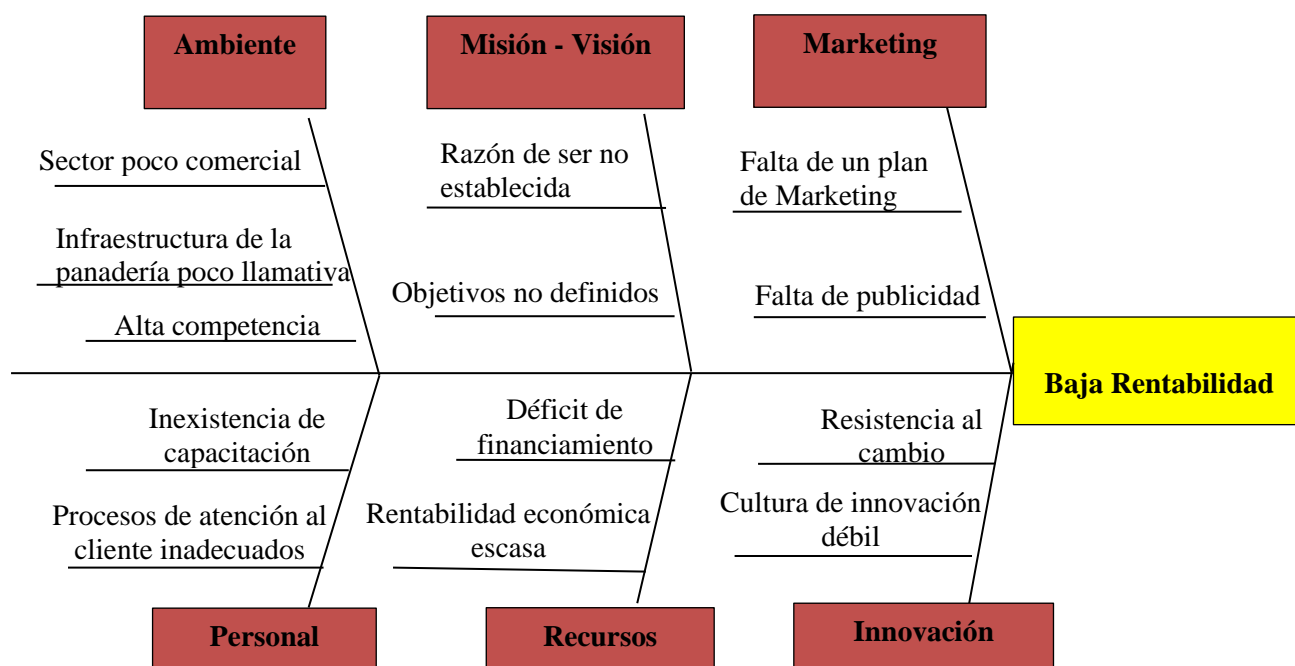 Ambiente
Misión - Visión
Marketing
Sector poco comercial
Infraestructura de la
panadería poco llamativa
Alta competencia
Razón de ser no
establecida
Objetivos no definidos
Falta de un plan
de Marketing
Falta de publicidad
Baja Rentabilidad
Inexistencia de
capacitación
Procesos de atención al
cliente inadecuados
Déficit de
financiamiento
Rentabilidad económica
escasa
Resistencia al
cambio
Cultura de innovación
débil
Personal
Recursos
Innovación